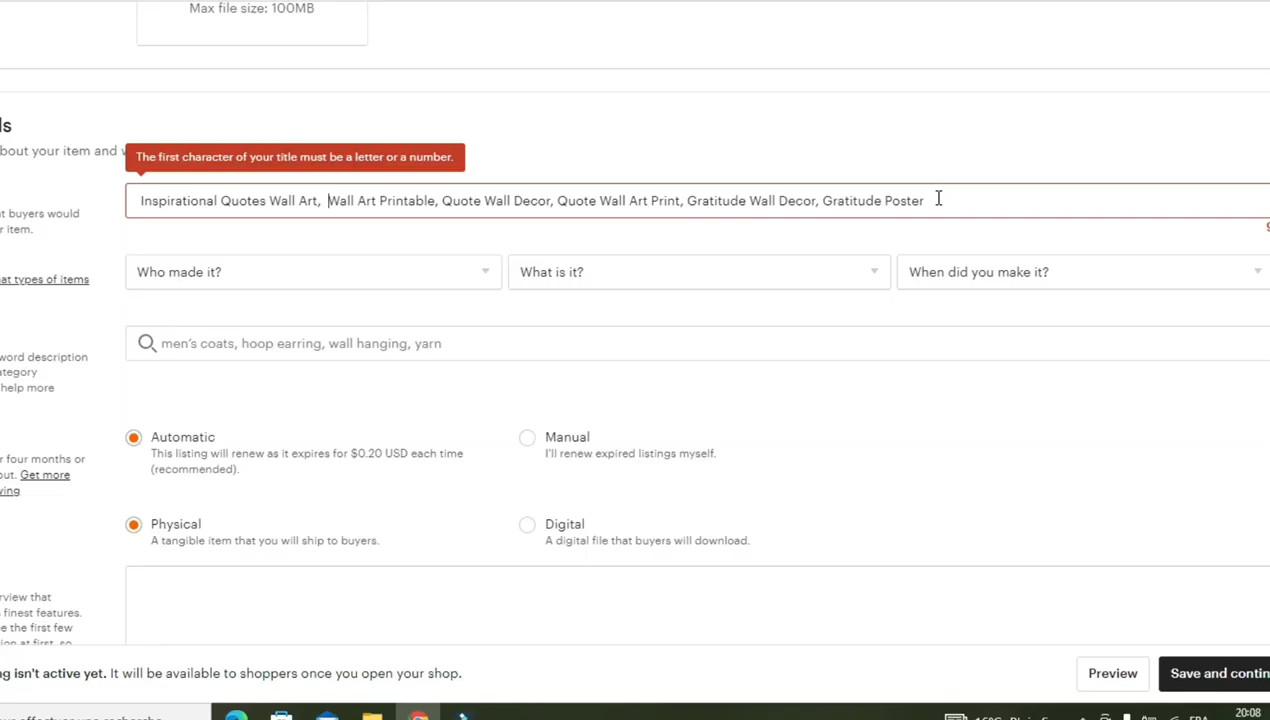 Max file size: 100MB
ls
bout your item and w
The first character of your title must be a letter or a number.
Inspirational Quotes Wall Art, Wall Art Printable, Quote Wall Decor, Quote Wall Art Print, Gratitude Wall Decor, Gratitude Poster
t buyers would
r item.
9
Who made it?
What is it?
When did you make it?
at types of items
men's coats, hoop earring, wall hanging, yarn
word description
ategory
help more
Automatic
This listing will renew as it expires for $0.20 USD each time
(recommended).
Manual
I'll renew expired listings myself.
r four months or
out. Get more
wing
Physical
A tangible item that you will ship to buyers.
Digital
A digital file that buyers will download.
rview that
s finest features.
e the first few
tion at first, so
ng isn't active yet. It will be available to shoppers once you open your shop.
Preview
Save and contin
20:08